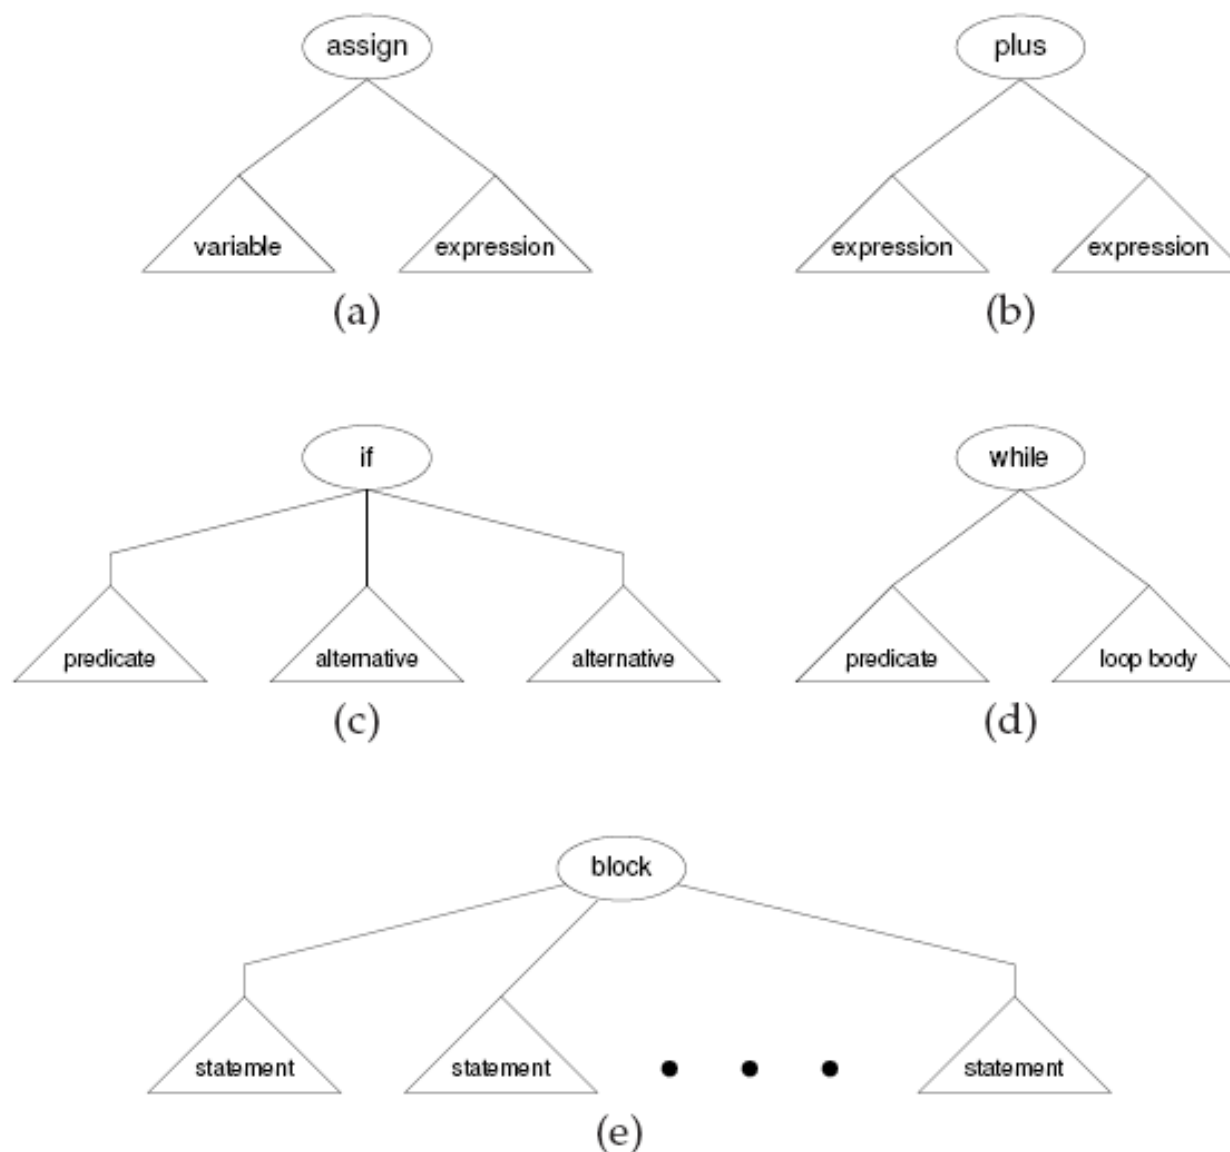 assign
plus
variable
expression
expression
expression
(a)
(b)
if
while
predicate
alternative
alternative
predicate
loop body
(c)
(d)
block
statement
statement
statement
(e)